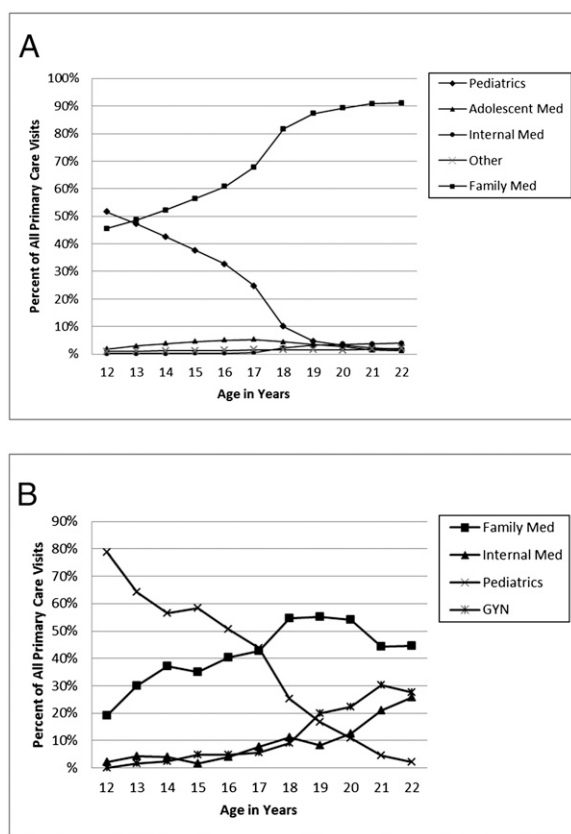 A
100%
90%
80%
70%
60%
50%
40%
30%
20%
10%
%
Percent of All Primary Care Visits
12 13 14 15 16 17 18 19 20 21 22
Age in Years
Pediatrics
Adolescent Med
Internal Med
Other
Family Med
B
90%
80%
70%
60%
50%
40%
30%
20%
10%
%
Percent of All Primary Care Visits
12 13 14 15 16 17 18 19 20 21 22
Age in Years
Family Med
Internal Med
Pediatrics
GYN